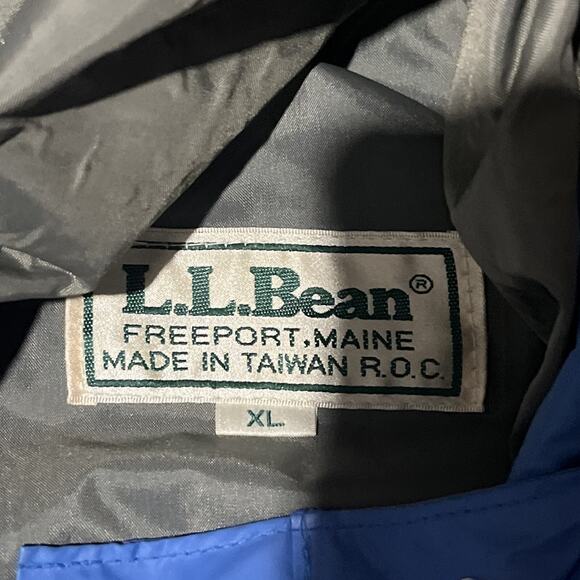 L.L.Bean®
FREEPORT, MAINE
MADE IN TAIWAN R.O.C.
XL